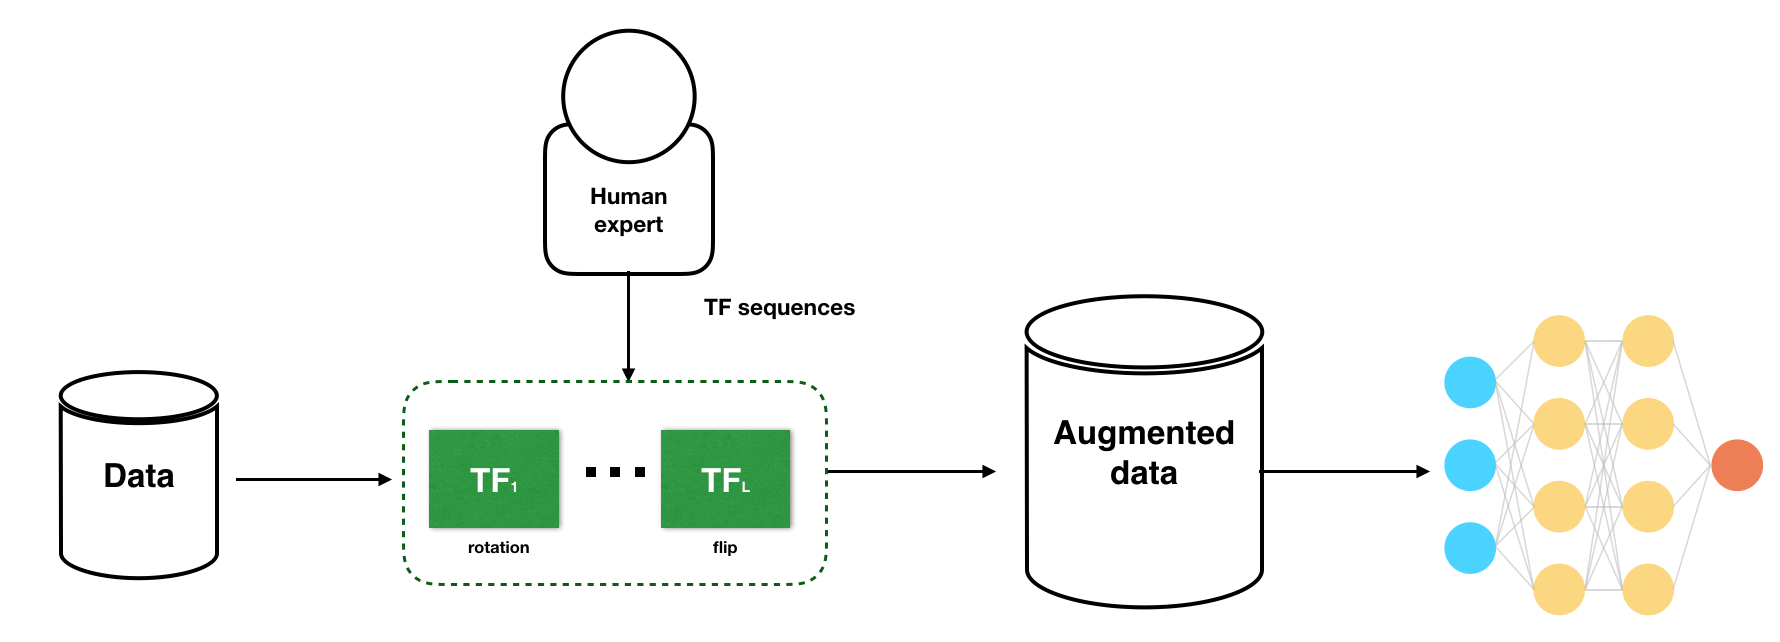 Human
expert
TF sequences
Data
TF1
TFL
rotation
flip
Augmented
data